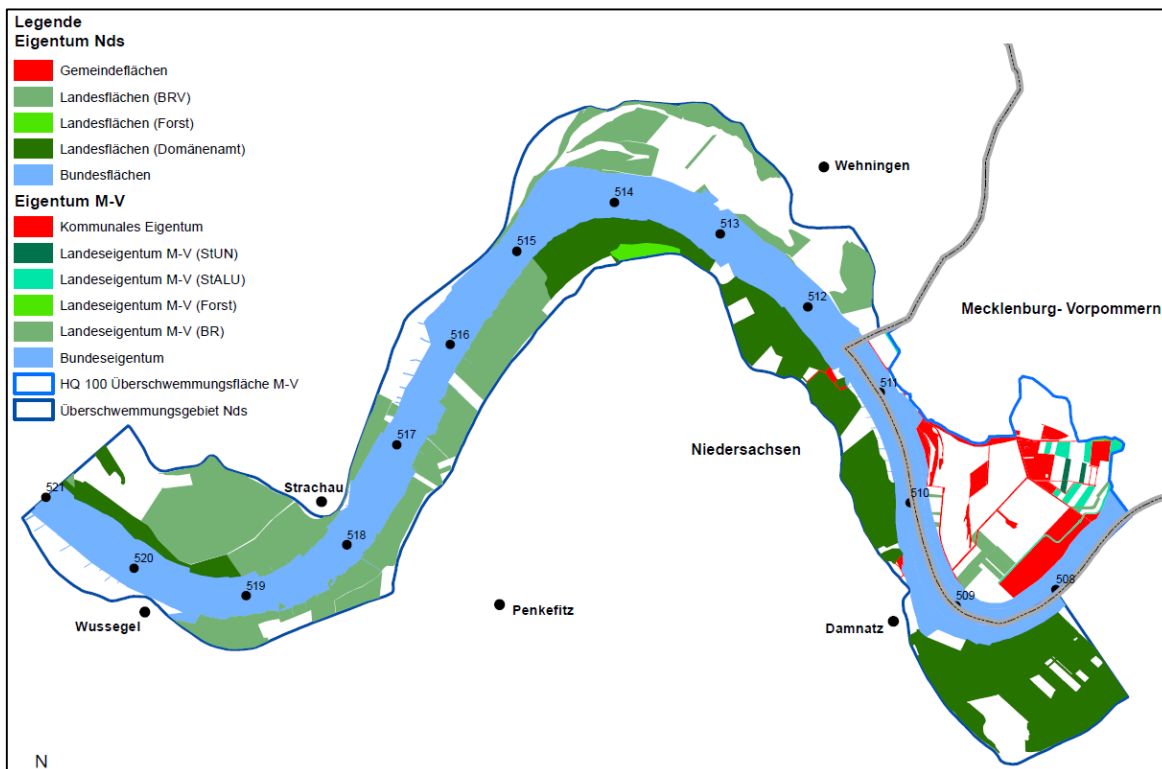 Legende
Eigentum Nds
Gemeindeflächen
Landesflächen (BRV)
Landesflächen (Forst)
Landesflächen (Domänenamt)
Bundesflächen
Eigentum M-V
Kommunales Eigentum
Landeseigentum M-V (StUN)
Landeseigentum M-V (StALU)
Landeseigentum M-V (Forst)
Landeseigentum M-V (BR)
Bundeseigentum
HQ 100 Überschwemmungsfläche M-V
Überschwemmungsgebiet Nds
Wehningen
514
513
515
512
Mecklenburg- Vorpommern
516
511
517
Niedersachsen
Strachau
521
510
518
520
519
508
509
Penkefitz
Wussegel
Damnatz
N